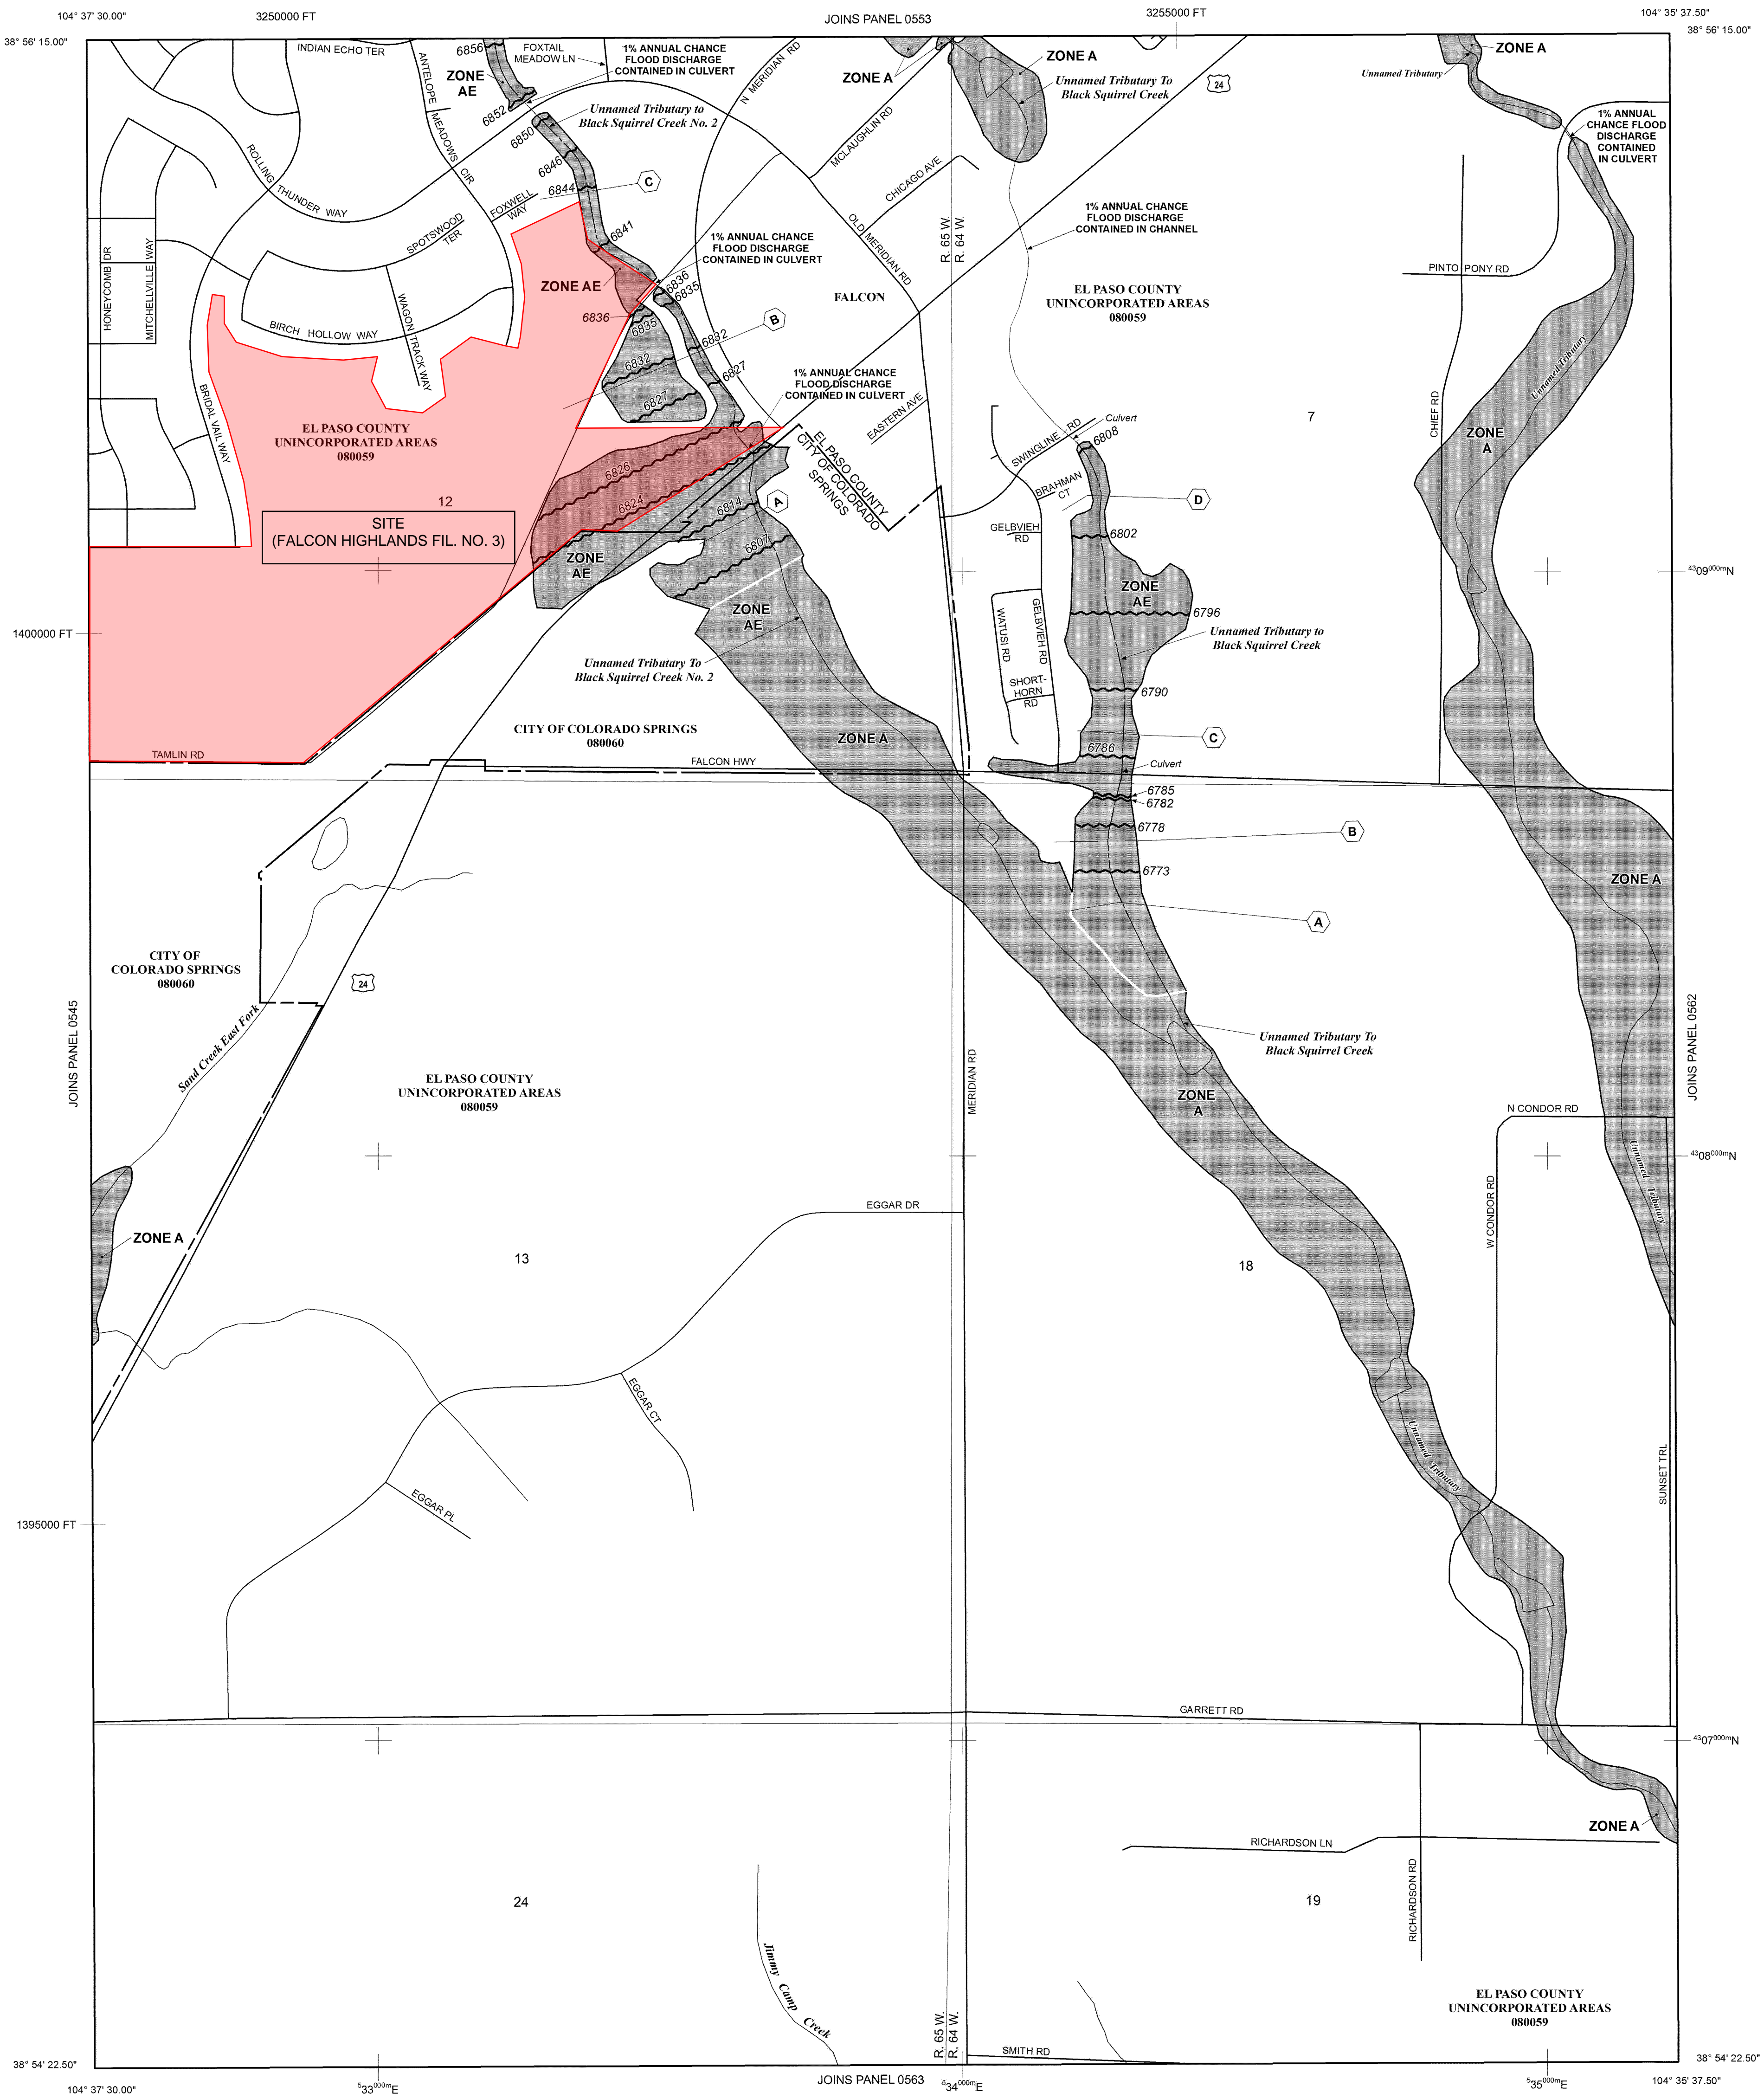 104° 37' 30.00"
3250000 FT
JOINS PANEL 0553
3255000 FT
104° 35' 37.50"
38° 56' 15.00"
38° 56' 15.00"
INDIAN ECHO TER
6856
FOXTAIL
MEADOW LN
1% ANNUAL CHANCE
FLOOD DISCHARGE
CONTAINED IN CULVERT
N MERIDIAN RD
ZONE A
ZONE A
Unnamed Tributary To
Black Squirrel Creek
24
ZONE A
Unnamed Tributary
ANTELOPE MEADOWS CIR
ZONE
AE
6852
Unnamed Tributary to
Black Squirrel Creek No. 2
6850
6846
6844
C
MCLAUGHLIN RD
CHICAGO AVE
1% ANNUAL
CHANCE FLOOD
DISCHARGE
CONTAINED
IN CULVERT
ROLLING THUNDER WAY
FOXWELL
WAY
SPOTSWOOD
TER
6841
OLD MERIDIAN RD
R. 65 W.
R. 64 W.
1% ANNUAL CHANCE
FLOOD DISCHARGE
CONTAINED IN CHANNEL
1% ANNUAL CHANCE
FLOOD DISCHARGE
CONTAINED IN CULVERT
HONEYCOMB DR
MITCHELLVILLE WAY
PINTO PONY RD
ZONE AE
6836
6835
FALCON
EL PASO COUNTY
UNINCORPORATED AREAS
080059
WAGON TRACK WAY
BIRCH HOLLOW WAY
6836
6835
B
6832
6832
6827
6827
Unnamed Tributary
1% ANNUAL CHANCE
FLOOD DISCHARGE
CONTAINED IN CULVERT
BRIDAL VAIL WAY
EASTERN AVE
CHIEF RD
7
EL PASO COUNTY
UNINCORPORATED AREAS
080059
EL PASO COUNTY
CITY OF COLORADO
SPRINGS
SWINGLINE RD
Culvert
6808
ZONE
A
6826
6824
BRAHMAN
CT
D
12
SITE
(FALCON HIGHLANDS FIL. NO. 3)
6814
A
6807
GELBVIEH
RD
6802
ZONE
AE
ZONE
AE
4309000mN
ZONE
AE
WATUSI RD
GELBVIEH RD
6796
1400000 FT
Unnamed Tributary to
Black Squirrel Creek
Unnamed Tributary To
Black Squirrel Creek No. 2
SHORT-
HORN
RD
6790
CITY OF COLORADO SPRINGS
080060
ZONE A
C
TAMLIN RD
FALCON HWY
6786
Culvert
6785
6782
6778
B
6773
ZONE A
A
CITY OF
COLORADO SPRINGS
080060
24
Sand Creek East Fork
JOINS PANEL 0545
JOINS PANEL 0562
Unnamed Tributary To
Black Squirrel Creek
MERIDIAN RD
EL PASO COUNTY
UNINCORPORATED AREAS
080059
ZONE
A
N CONDOR RD
4308000mN
Unnamed Tributary
W CONDOR RD
EGGAR DR
ZONE A
13
18
EGGAR CT
Unnamed Tributary
SUNSET TRL
EGGAR PL
1395000 FT
GARRETT RD
4307000mN
ZONE A
RICHARDSON LN
RICHARDSON RD
24
19
Jimmy Camp Creek
EL PASO COUNTY
UNINCORPORATED AREAS
080059
R. 65 W.
R. 64 W.
SMITH RD
38° 54' 22.50"
38° 54' 22.50"
104° 37' 30.00"
533000mE
JOINS PANEL 0563
534000mE
535000mE
104° 35' 37.50"